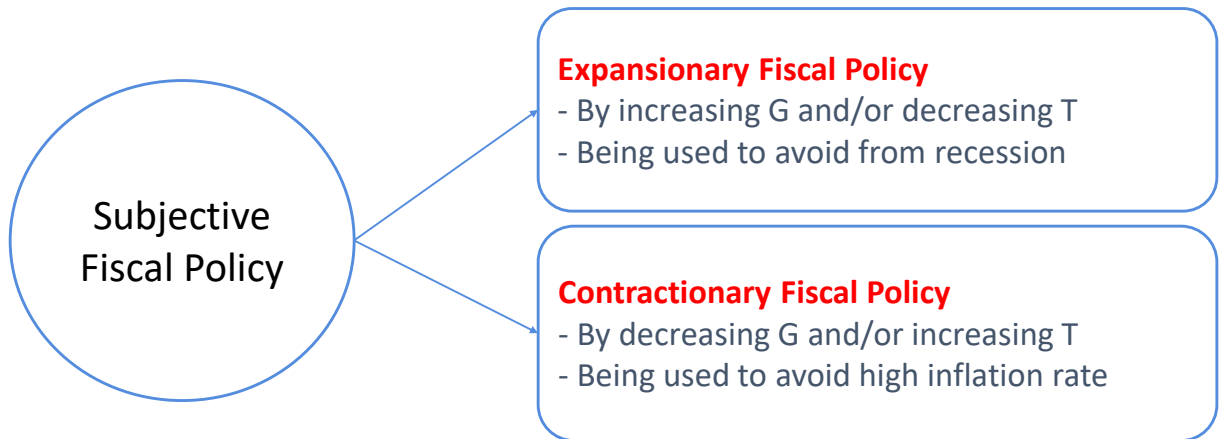 Subjective
Fiscal Policy
Expansionary Fiscal Policy
- By increasing G and/or decreasing T
- Being used to avoid from recession
Contractionary Fiscal Policy
- By decreasing G and/or increasing T
- Being used to avoid high inflation rate